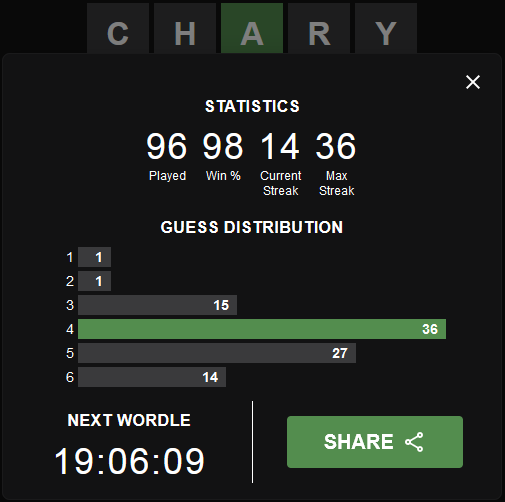 C H A R Y
STATISTICS
96 98 14 36
Played Win % Current Streak Max Streak
GUESS DISTRIBUTION
1 1
2 1
3 15
4 36
5 27
6 14
NEXT WORDLE
19:06:09
SHARE